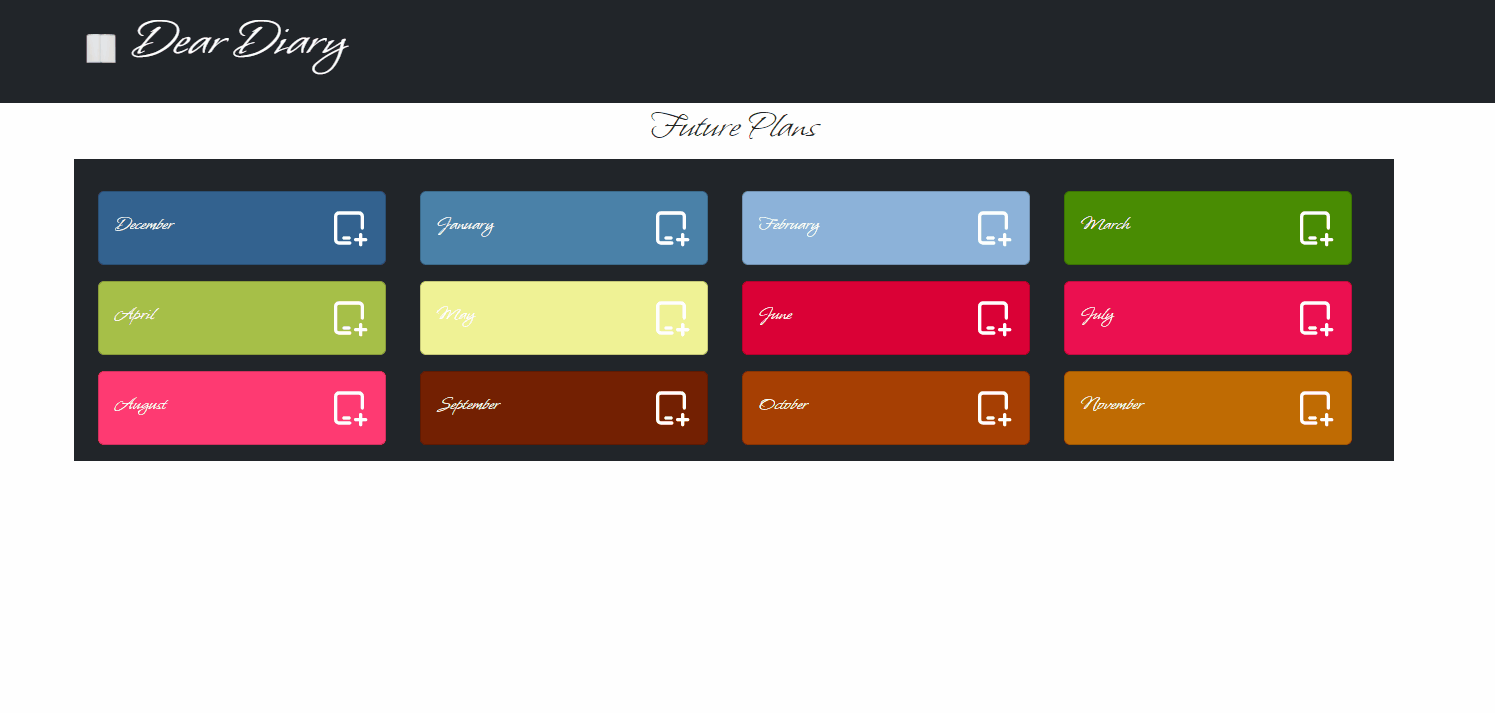 Dear Diary
Future Plans
December
January
February
March
April
May
June
July
August
September
October
November